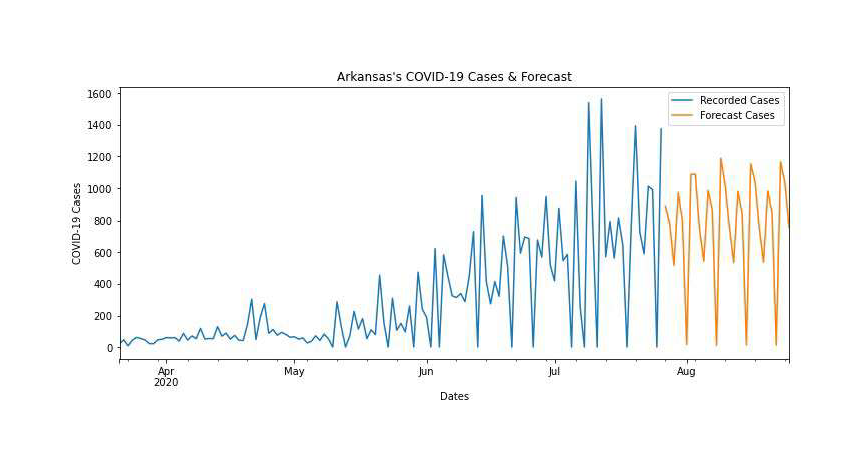 Arkansas's COVID-19 Cases & Forecast
Recorded Cases
Forecast Cases
1600
1400
1200
1000
800
600
400
200
0
COVID-19 Cases
Apr
2020
May
Jun
Jul
Aug
Dates